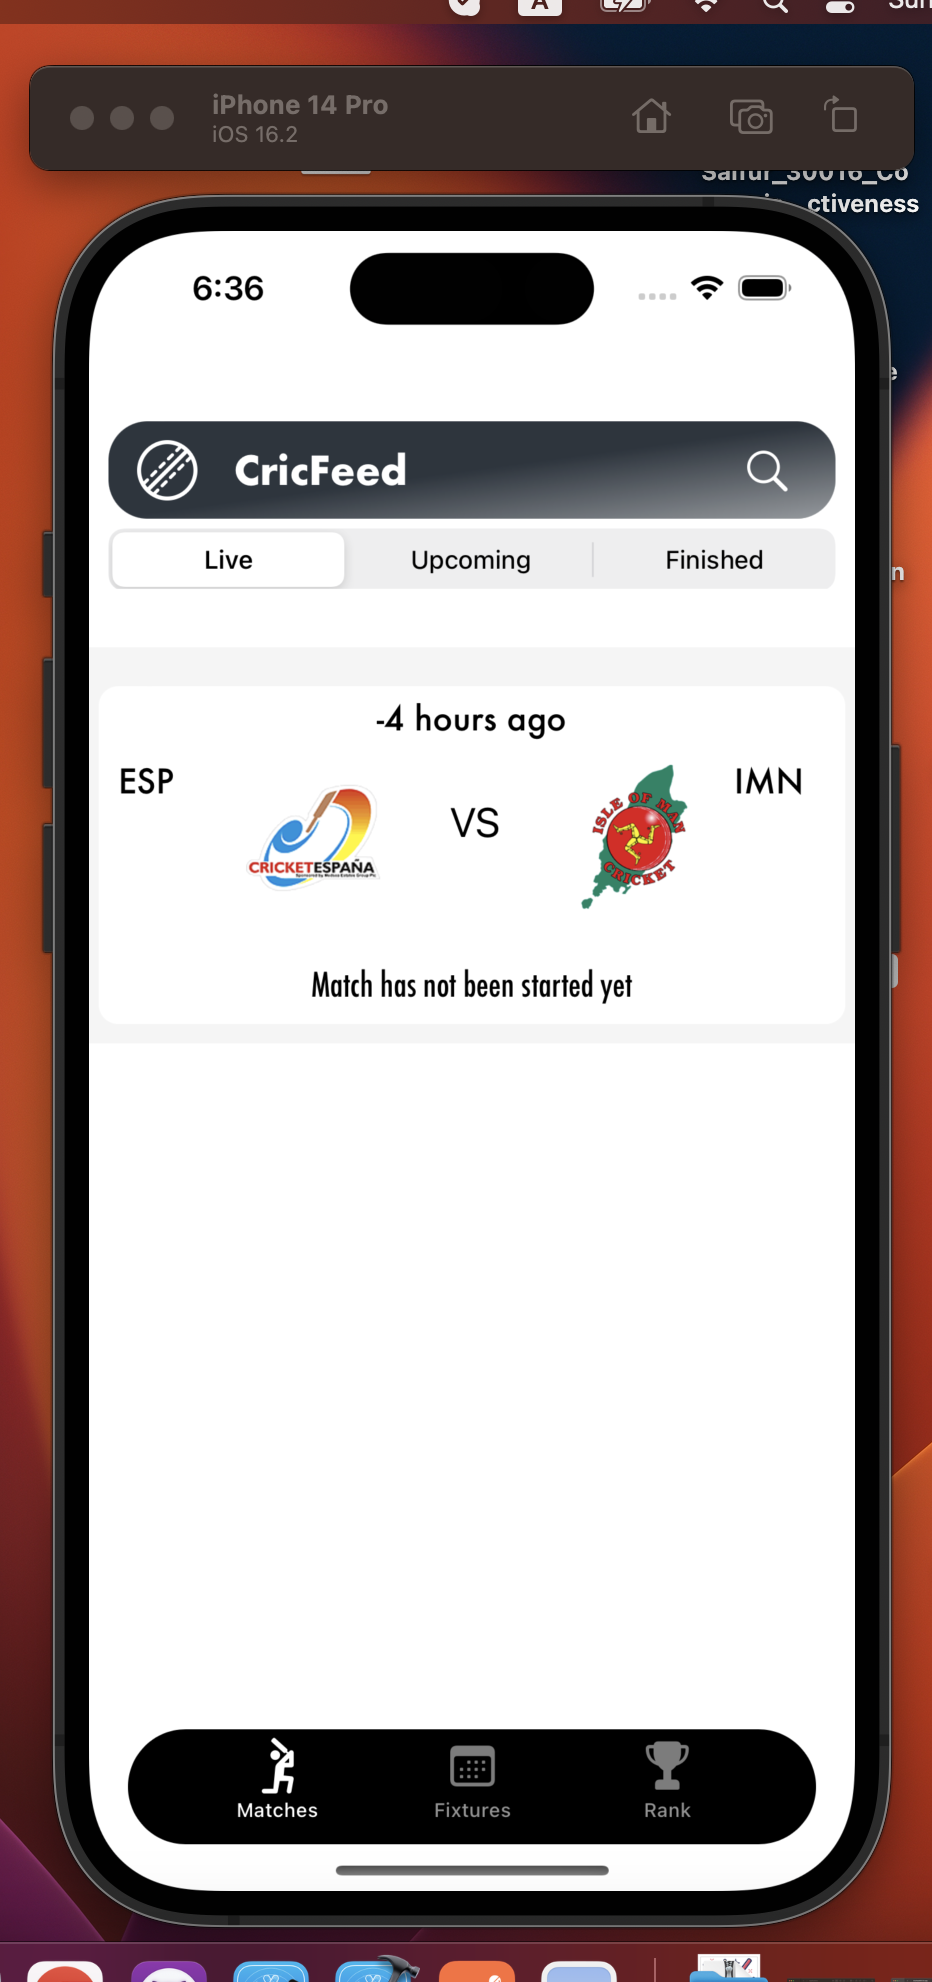 A
Sun
iPhone 14 Pro
iOS 16.2
ctiveness
6:36
CricFeed
Live
Upcoming
Finished
-4 hours ago
ESP
IMN
VS
CRICKETESPAÑA
ISLE OF MAN
CRICKET
Match has not been started yet
Matches
Fixtures
Rank